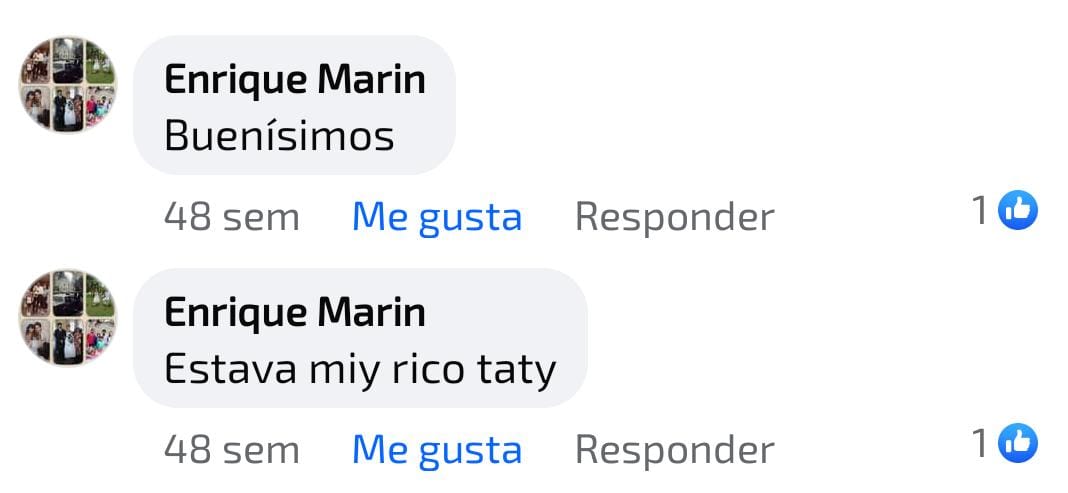 Enrique Marin
Buenísimos
48 sem Me gusta Responder 1
Enrique Marin
Estava miy rico taty
48 sem Me gusta Responder 1